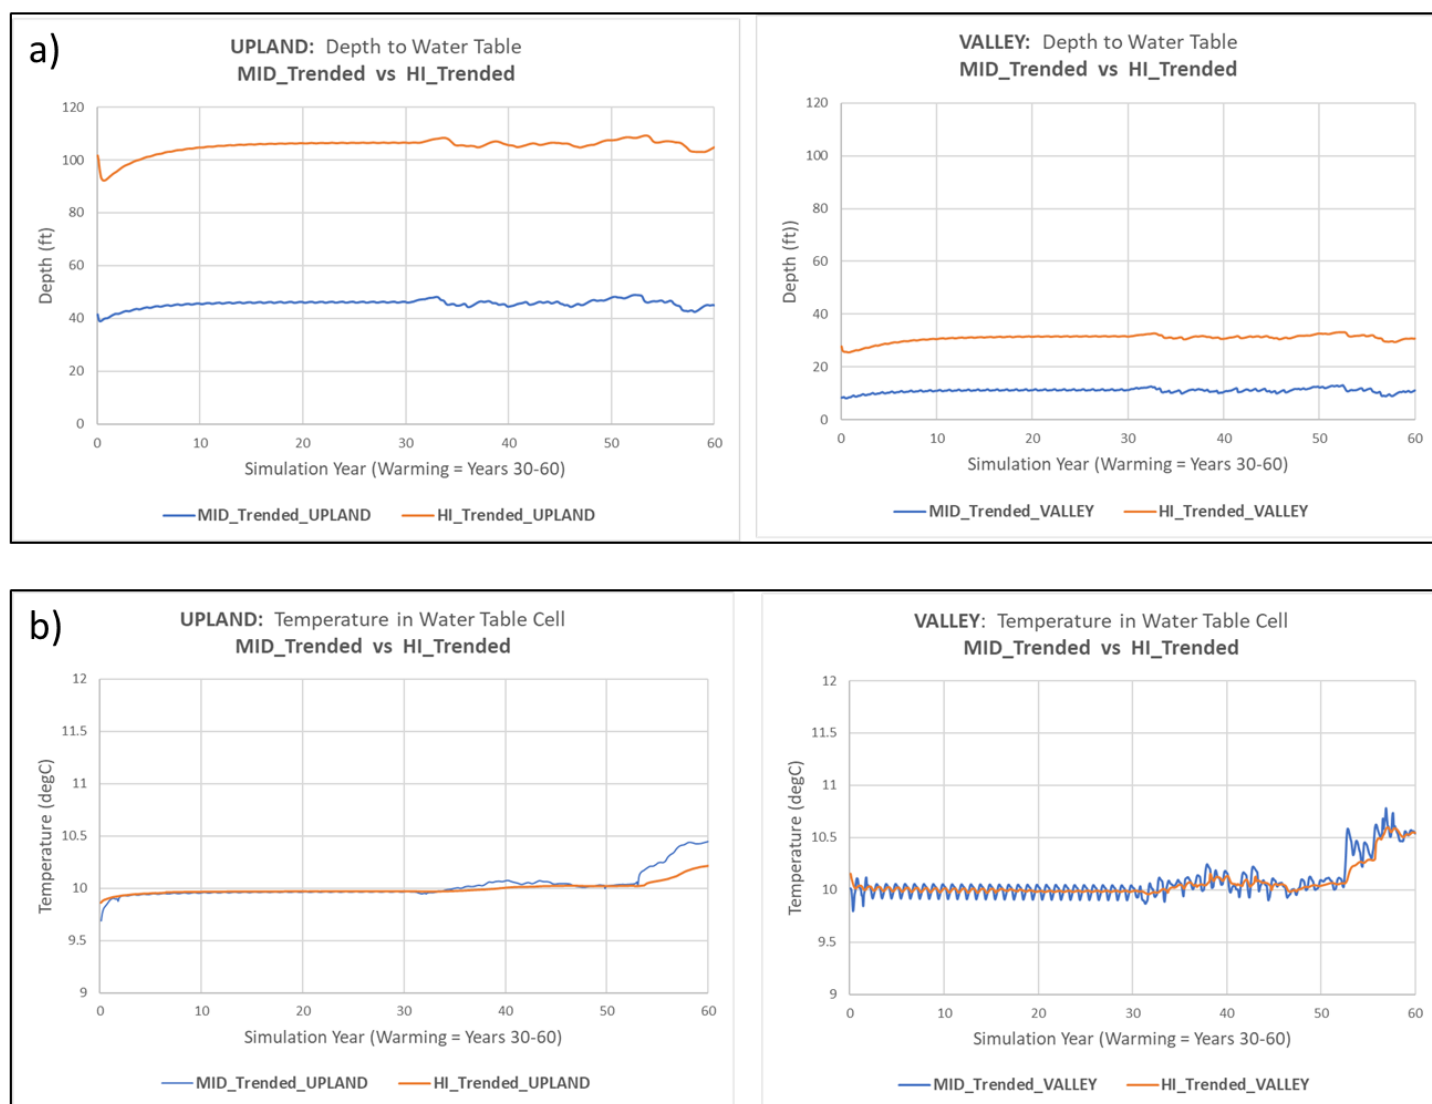 a)
UPLAND: Depth to Water Table
MID_Trended vs HI_Trended
120
100
80
60
40
20
0
Depth (ft)
0 10 20 30 40 50 60
Simulation Year (Warming = Years 30-60)
MID_Trended_UPLAND HI_Trended_UPLAND
VALLEY: Depth to Water Table
MID_Trended vs HI_Trended
120
100
80
60
40
20
0
Depth (ft))
0 10 20 30 40 50 60
Simulation Year (Warming = Years 30-60)
MID_Trended_VALLEY HI_Trended_VALLEY
b)
UPLAND: Temperature in Water Table Cell
MID_Trended vs HI_Trended
12
11.5
11
10.5
10
9.5
9
Temperature (degC)
0 10 20 30 40 50 60
Simulation Year (Warming = Years 30-60)
MID_Trended_UPLAND HI_Trended_UPLAND
VALLEY: Temperature in Water Table Cell
MID_Trended vs HI_Trended
12
11.5
11
10.5
10
9.5
9
Temperature (degC)
0 10 20 30 40 50 60
Simulation Year (Warming = Years 30-60)
MID_Trended_VALLEY HI_Trended_VALLEY